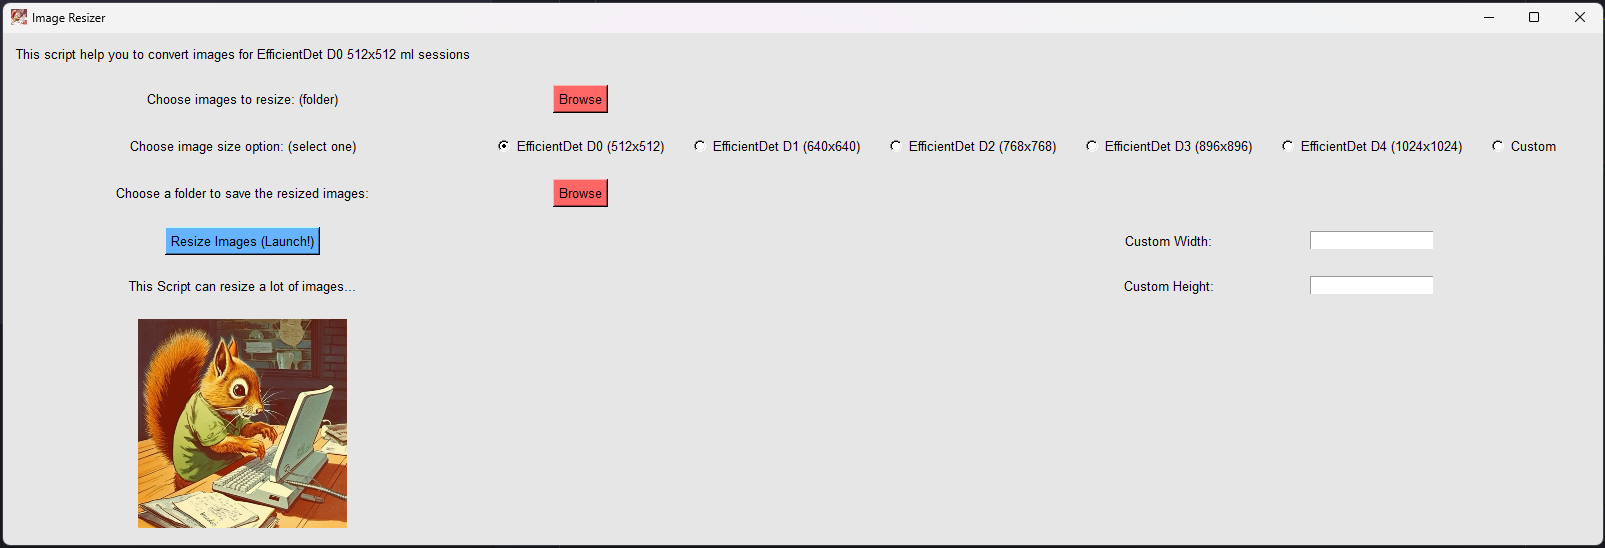 Image Resizer
This script help you to convert images for EfficientDet D0 512x512 ml sessions
Choose images to resize: (folder)
Browse
Choose image size option: (select one)
EfficientDet D0 (512x512)
EfficientDet D1 (640x640)
EfficientDet D2 (768x768)
EfficientDet D3 (896x896)
EfficientDet D4 (1024x1024)
Custom
Choose a folder to save the resized images:
Browse
Resize Images (Launch!)
Custom Width:
This Script can resize a lot of images...
Custom Height: